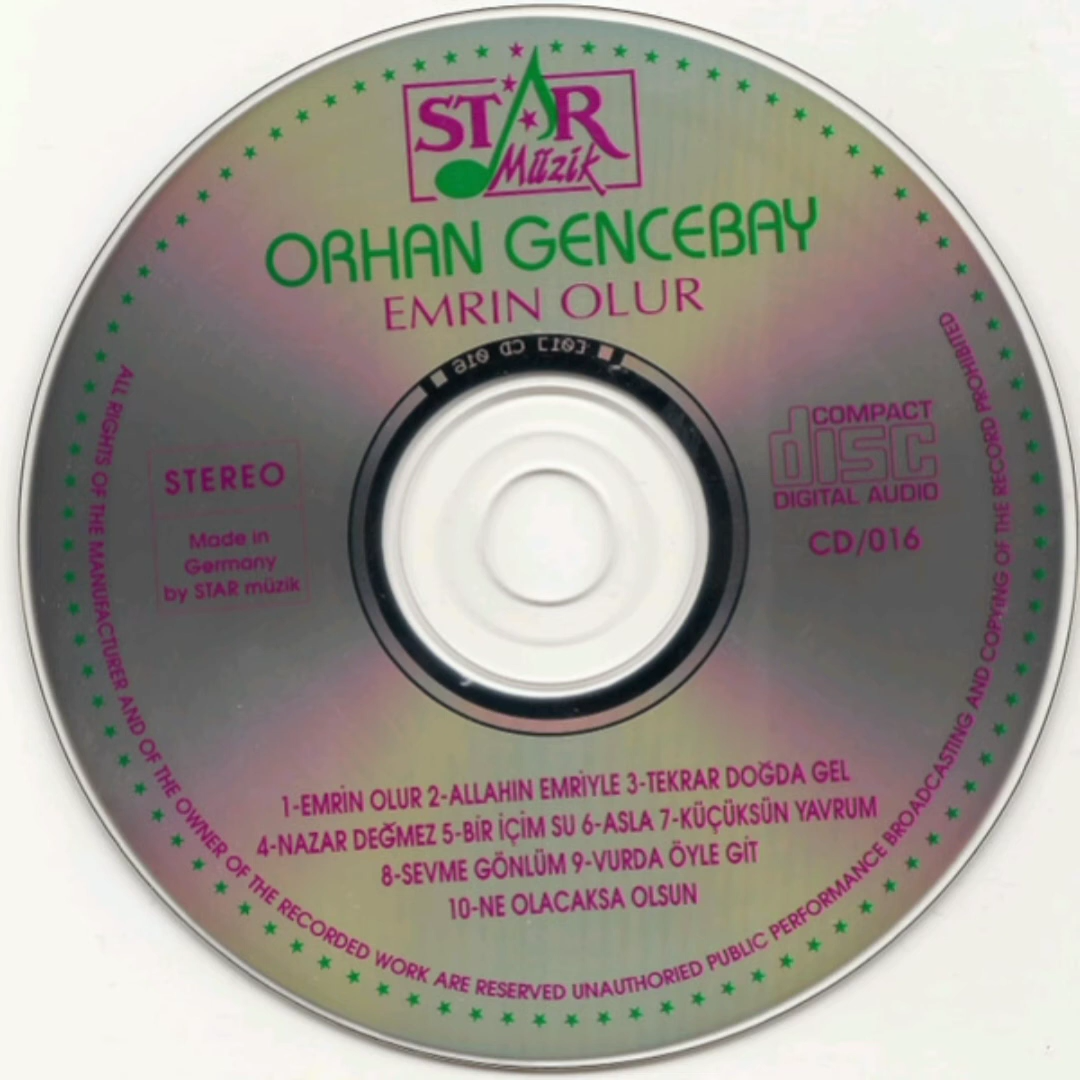 STAR
Müzik
ORHAN GENCEBAY
EMRIN OLUR
[01] CD 016
STEREO
Made in
Germany
by STAR müzik
COMPACT
disc
DIGITAL AUDIO
CD/016
1-EMRİN OLUR 2-ALLAHIN EMRİYLE 3-TEKRAR DOĞDA GEL
4-NAZAR DEĞMEZ 5-BİR İÇİM SU 6-ASLA 7-KÜÇÜKSÜN YAVRUM
8-SEVME GÖNLÜM 9-VURDA ÖYLE GİT
10-NE OLACAKSA OLSUN
ALL RIGHTS OF THE MANUFACTURER AND OF THE OWNER OF THE RECORDED WORK ARE RESERVED UNAUTHORIED PUBLIC PERFORMANCE BROADCASTING AND COPYING OF THE RECORD PROHIBITED